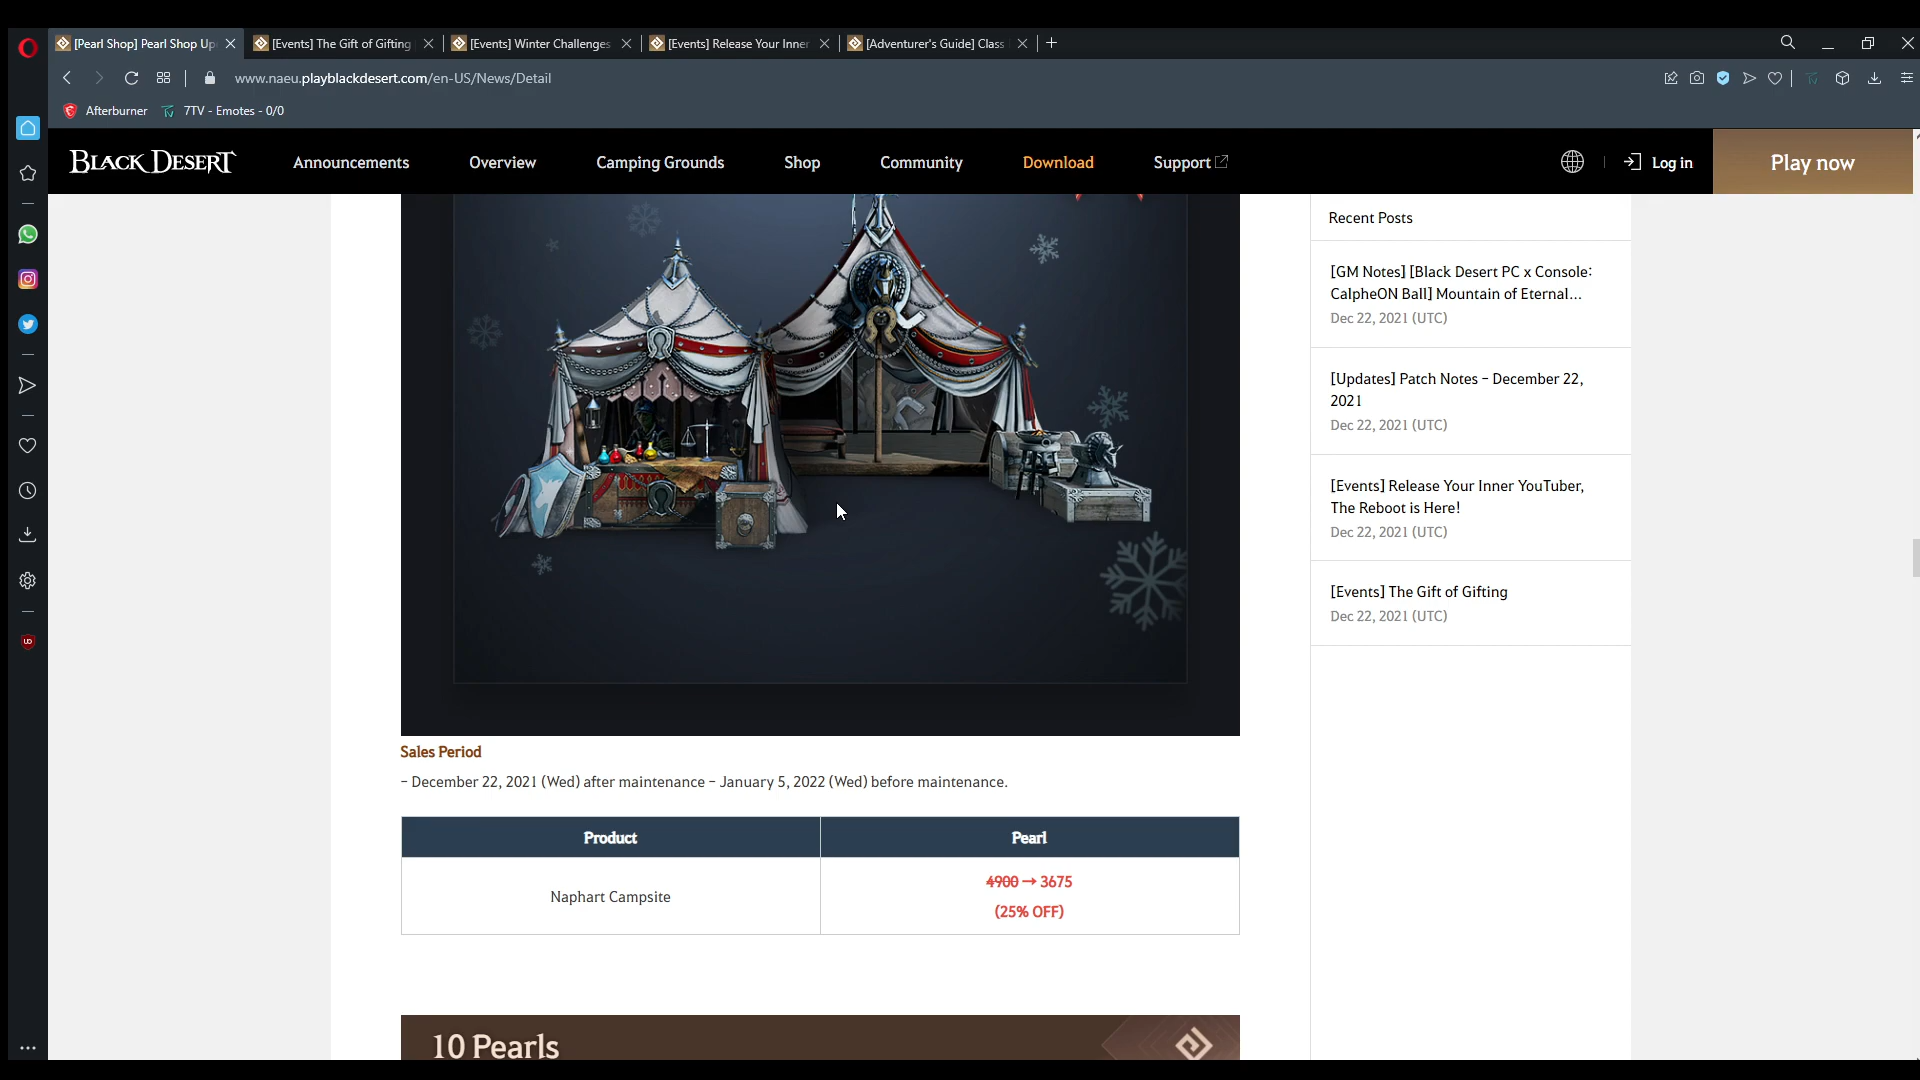 [Pearl Shop] Pearl Shop Up
[Events] The Gift of Gifting
[Events] Winter Challenges
[Events] Release Your Inner
[Adventurer's Guide] Class
www.naeu.playblackdesert.com/en-US/News/Detail
Afterburner
7TV - Emotes - 0/0
BLACK DESERT
Announcements
Overview
Camping Grounds
Shop
Community
Download
Support
Log in
Play now
Recent Posts
[GM Notes] [Black Desert PC x Console:
CalpheON Ball] Mountain of Eternal...
Dec 22, 2021 (UTC)
[Updates] Patch Notes – December 22,
2021
Dec 22, 2021 (UTC)
[Events] Release Your Inner YouTuber,
The Reboot is Here!
Dec 22, 2021 (UTC)
[Events] The Gift of Gifting
Dec 22, 2021 (UTC)
Sales Period
– December 22, 2021 (Wed) after maintenance – January 5, 2022 (Wed) before maintenance.
Product
Pearl
Naphart Campsite
4900 → 3675
(25% OFF)
10 Pearls